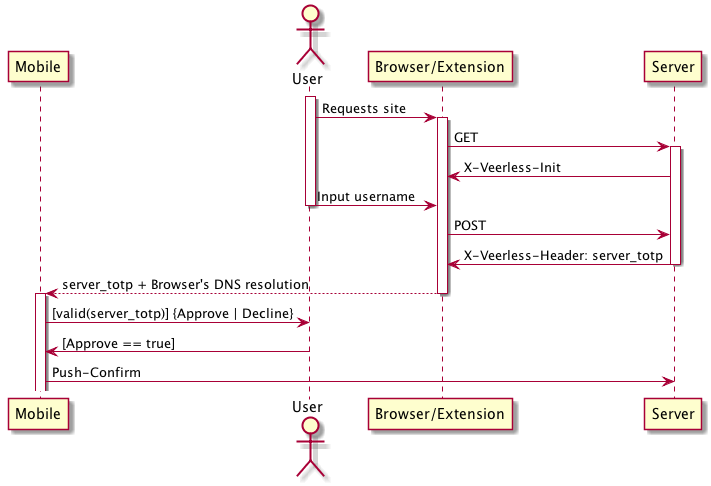 Mobile
User
Browser/Extension
Server
Requests site
GET
X-Veerless-Init
Input username
POST
X-Veerless-Header: server_totp
server_totp + Browser's DNS resolution
[valid(server_totp)] {Approve | Decline}
[Approve == true]
Push-Confirm
Mobile
User
Browser/Extension
Server